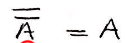 A̿ = A